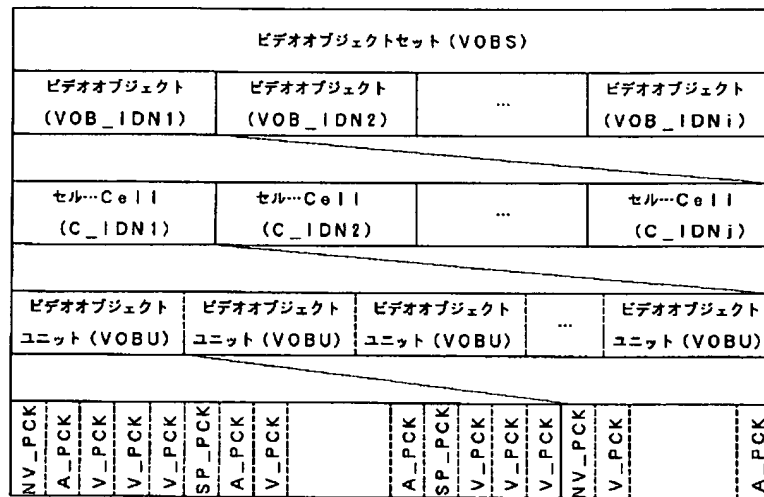 ビデオオブジェクトセット(VOBS)
ビデオオブジェクト
(VOB_IDN1)
ビデオオブジェクト
(VOB_IDN2)
…
ビデオオブジェクト
(VOB_IDNi)
セル…Cell
(C_IDN1)
セル…Cell
(C_IDN2)
…
セル…Cell
(C_IDNj)
ビデオオブジェクト
ユニット(VOBU)
ビデオオブジェクト
ユニット(VOBU)
ビデオオブジェクト
ユニット(VOBU)
…
ビデオオブジェクト
ユニット(VOBU)
NV_PCK
A_PCK
V_PCK
V_PCK
V_PCK
SP_PCK
A_PCK
V_PCK
A_PCK
SP_PCK
V_PCK
V_PCK
V_PCK
NV_PCK
V_PCK
A_PCK